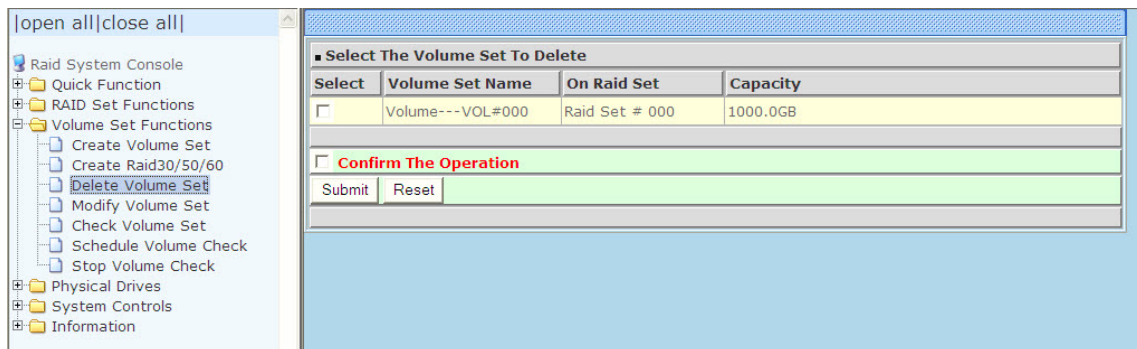 |open all|close all|
Raid System Console
Quick Function
RAID Set Functions
Volume Set Functions
Create Volume Set
Create Raid30/50/60
Delete Volume Set
Modify Volume Set
Check Volume Set
Schedule Volume Check
Stop Volume Check
Physical Drives
System Controls
Information
Select The Volume Set To Delete
Select Volume Set Name On Raid Set Capacity
Volume---VOL#000 Raid Set # 000 1000.0GB
Confirm The Operation
Submit Reset